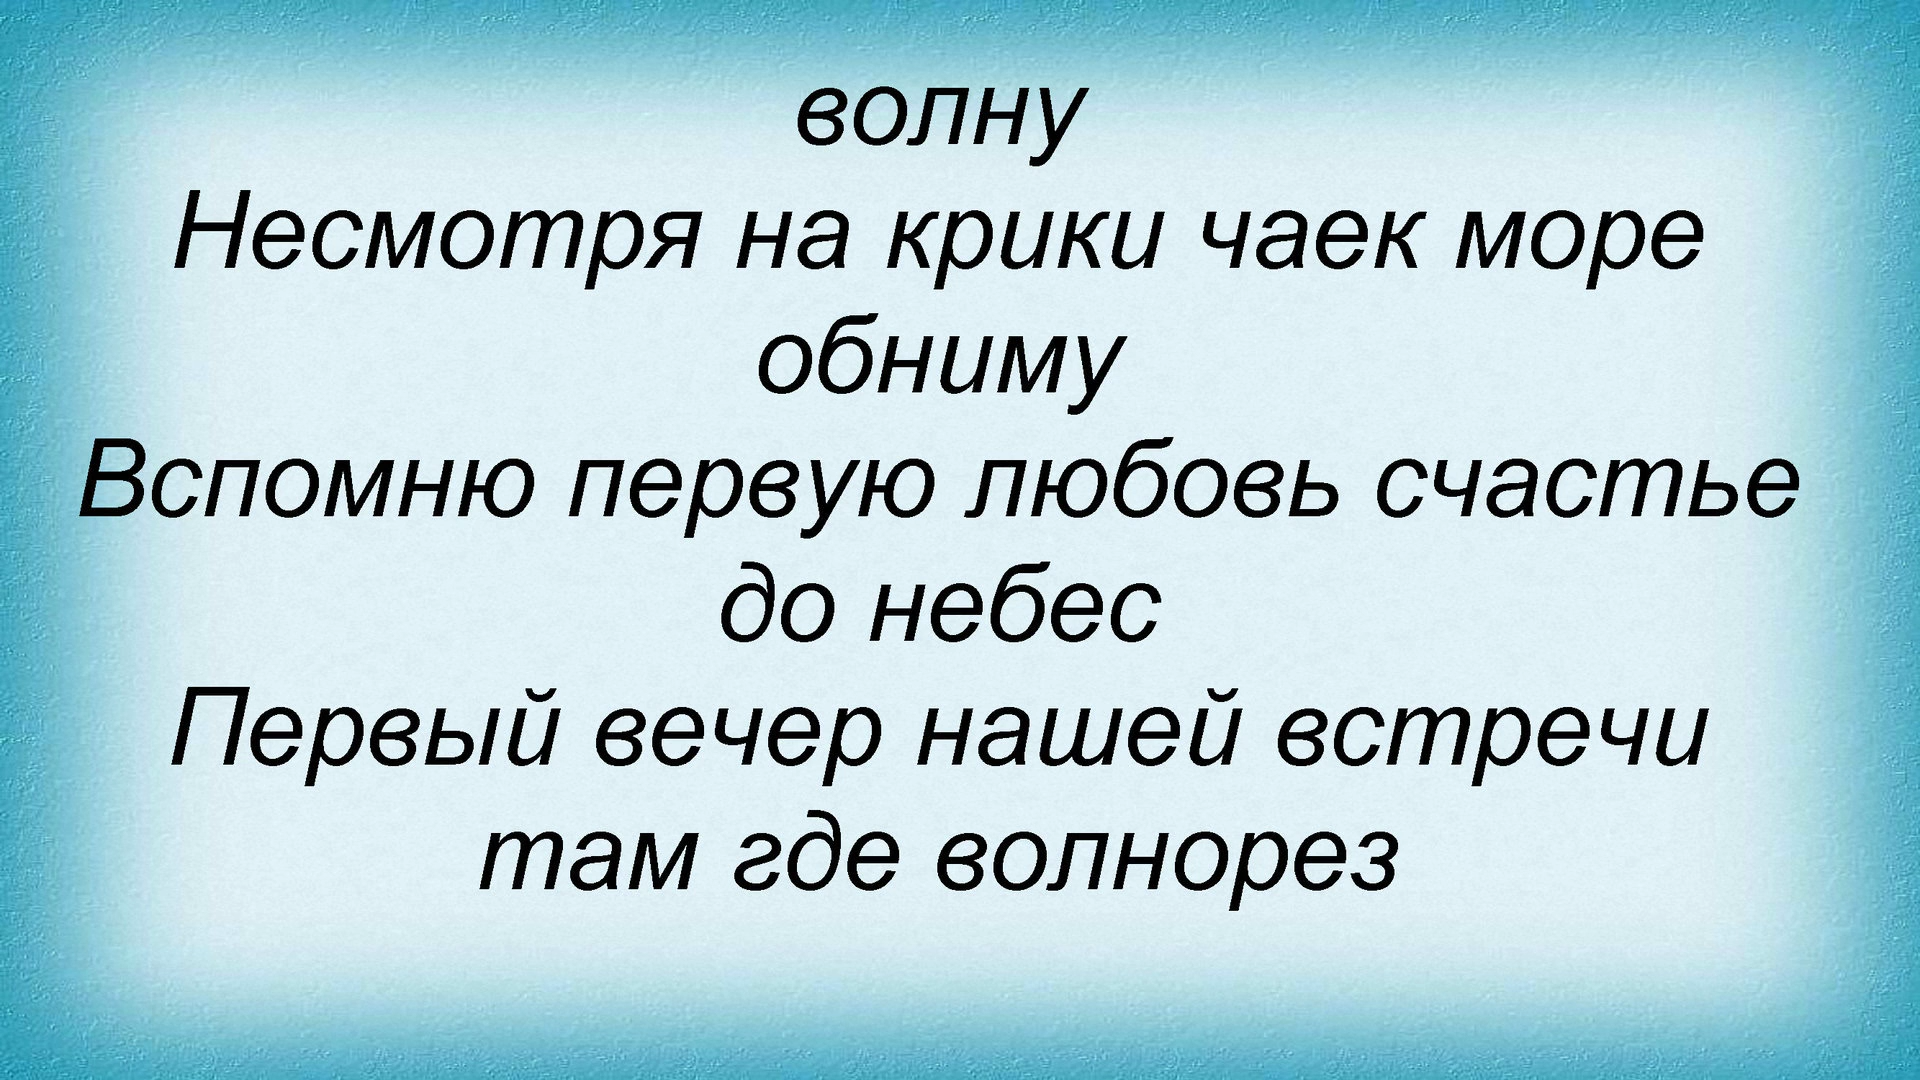 волну
Несмотря на крики чаек море
обниму
Вспомню первую любовь счастье
до небес
Первый вечер нашей встречи
там где волнорез